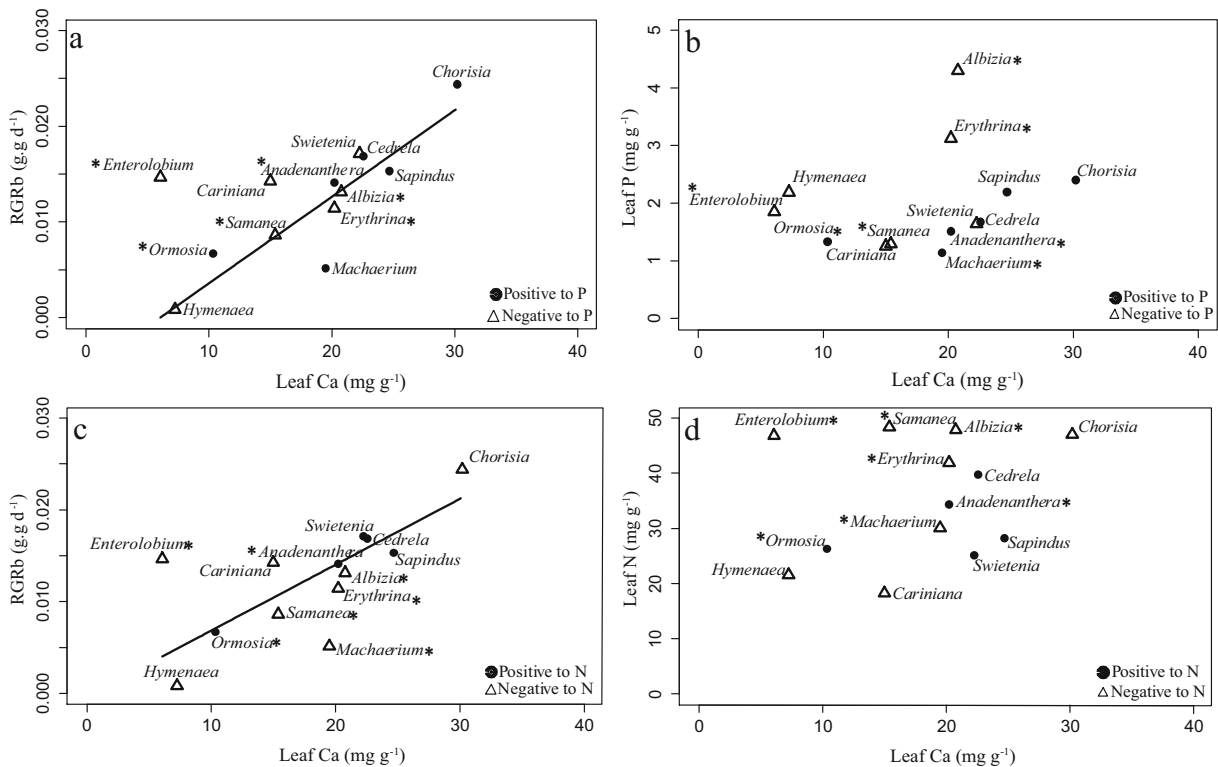 a
RGRb (g.g d-1)
0.030
0.020
0.010
0.000
Chorisia
Swietenia
Cedrela
* Enterolobium
*
Anadenanthera
Sapindus
Cariniana
Albizia*
* Samanea
Erythrina*
* Ormosia
Machaerium
Hymenaea
Positive to P
Negative to P
0 10 20 30 40
Leaf Ca (mg g-1)
b
Leaf P (mg g-1)
5
4
3
2
1
0
Albizia*
Erythrina*
Chorisia
Sapindus
Hymenaea
*
Enterolobium
Swietenia
Cedrela
Ormosia*
* Samanea
Anadenanthera*
Cariniana
Machaerium*
Positive to P
Negative to P
0 10 20 30 40
Leaf Ca (mg g-1)
c
RGRb (g.g d-1)
0.030
0.020
0.010
0.000
Chorisia
Swietenia
Cedrela
Enterolobium*
* Anadenanthera
Sapindus
Cariniana
Albizia*
Erythrina*
Samanea*
Ormosia*
Machaerium*
Hymenaea
Positive to N
Negative to N
0 10 20 30 40
Leaf Ca (mg g-1)
d
Leaf N (mg g-1)
50
40
30
20
10
0
Enterolobium*
* Samanea
Albizia*
Chorisia
*Erythrina
Cedrela
Anadenanthera*
* Machaerium
*Ormosia
Sapindus
Swietenia
Hymenaea
Cariniana
Positive to N
Negative to N
0 10 20 30 40
Leaf Ca (mg g-1)